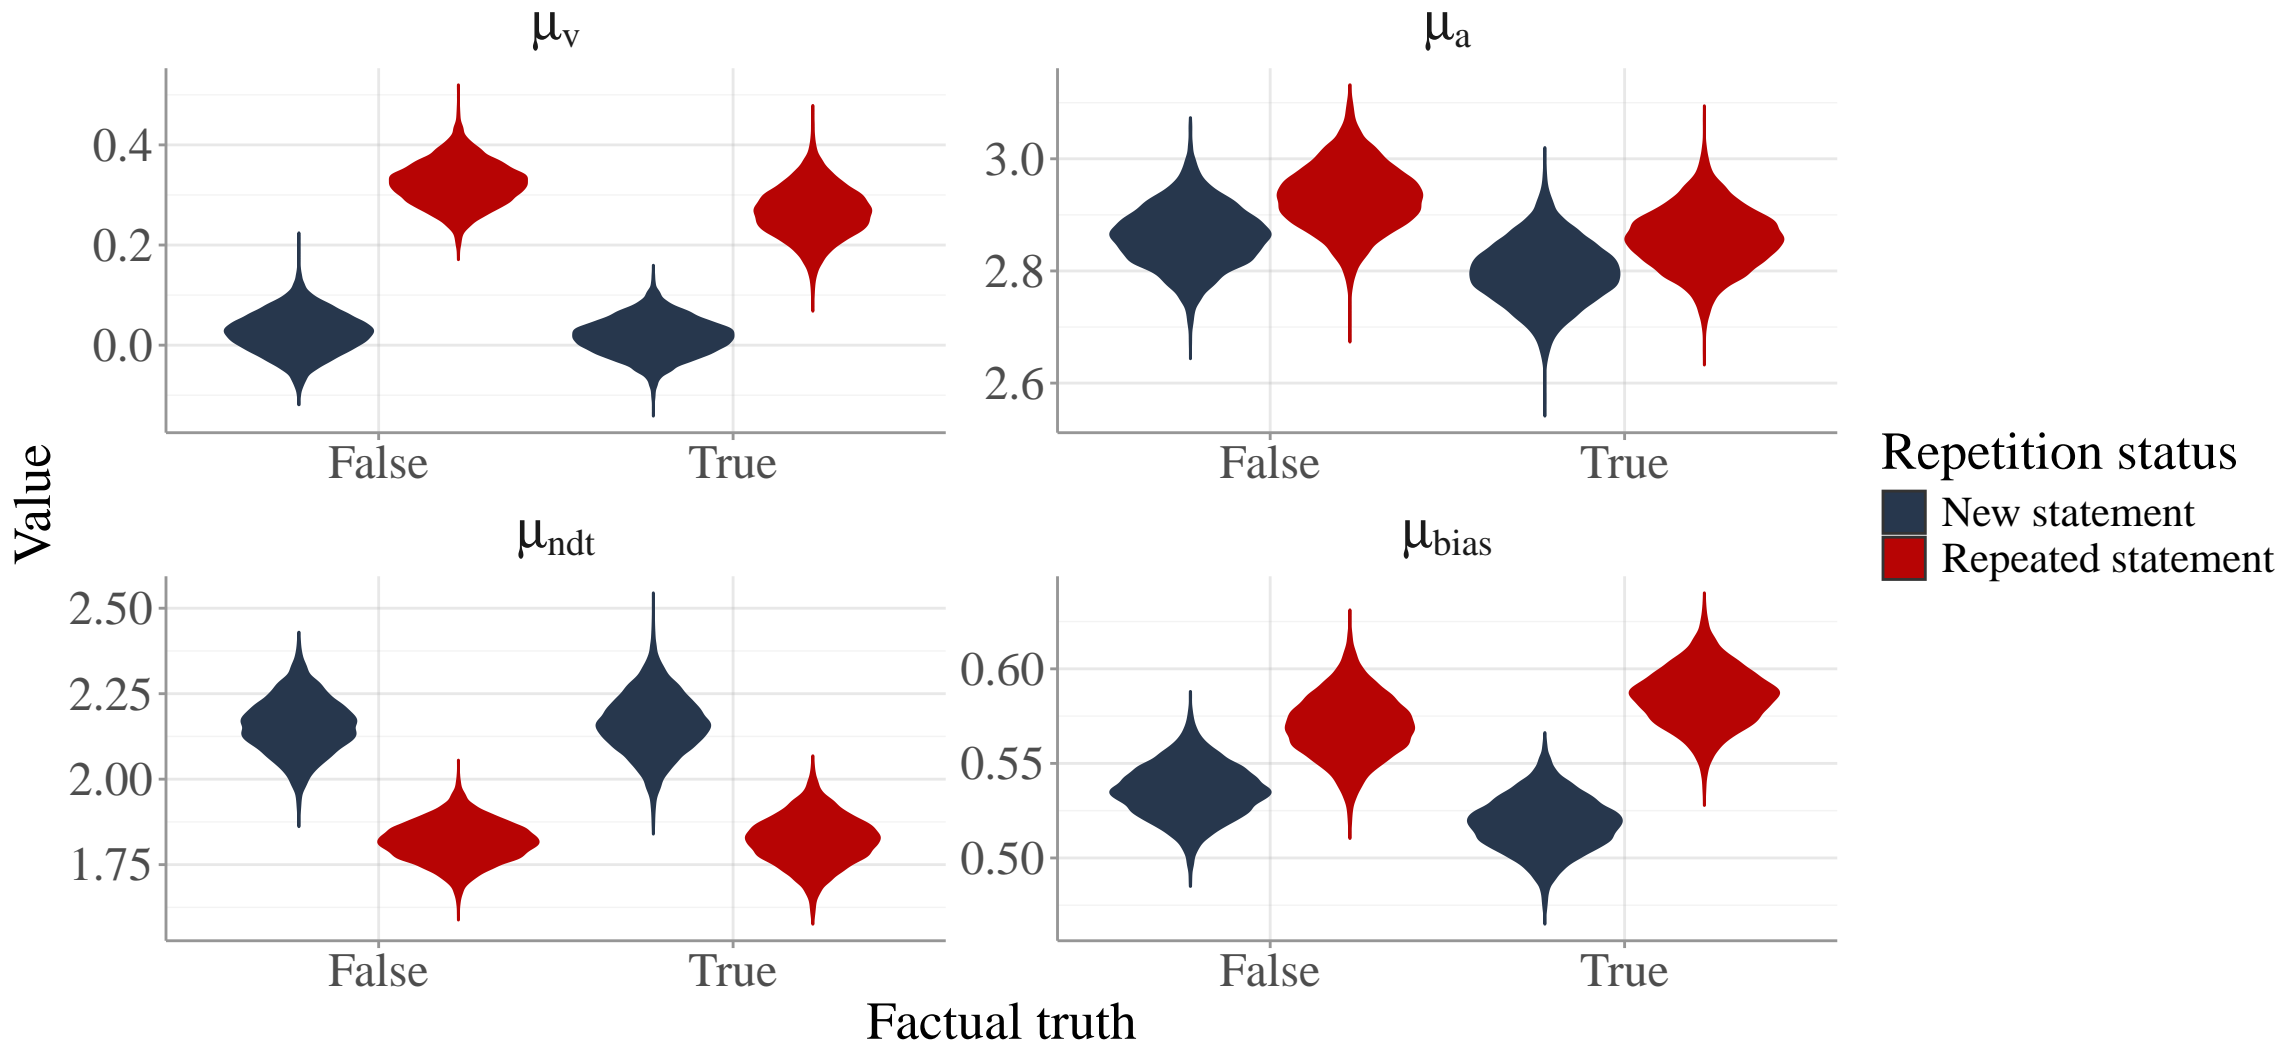 μv
μa
0.4
0.2
0.0
3.0
2.8
2.6
False
True
False
True
Value
μndt
μbias
2.50
2.25
2.00
1.75
0.60
0.55
0.50
False
True
False
True
Factual truth
Repetition status
New statement
Repeated statement